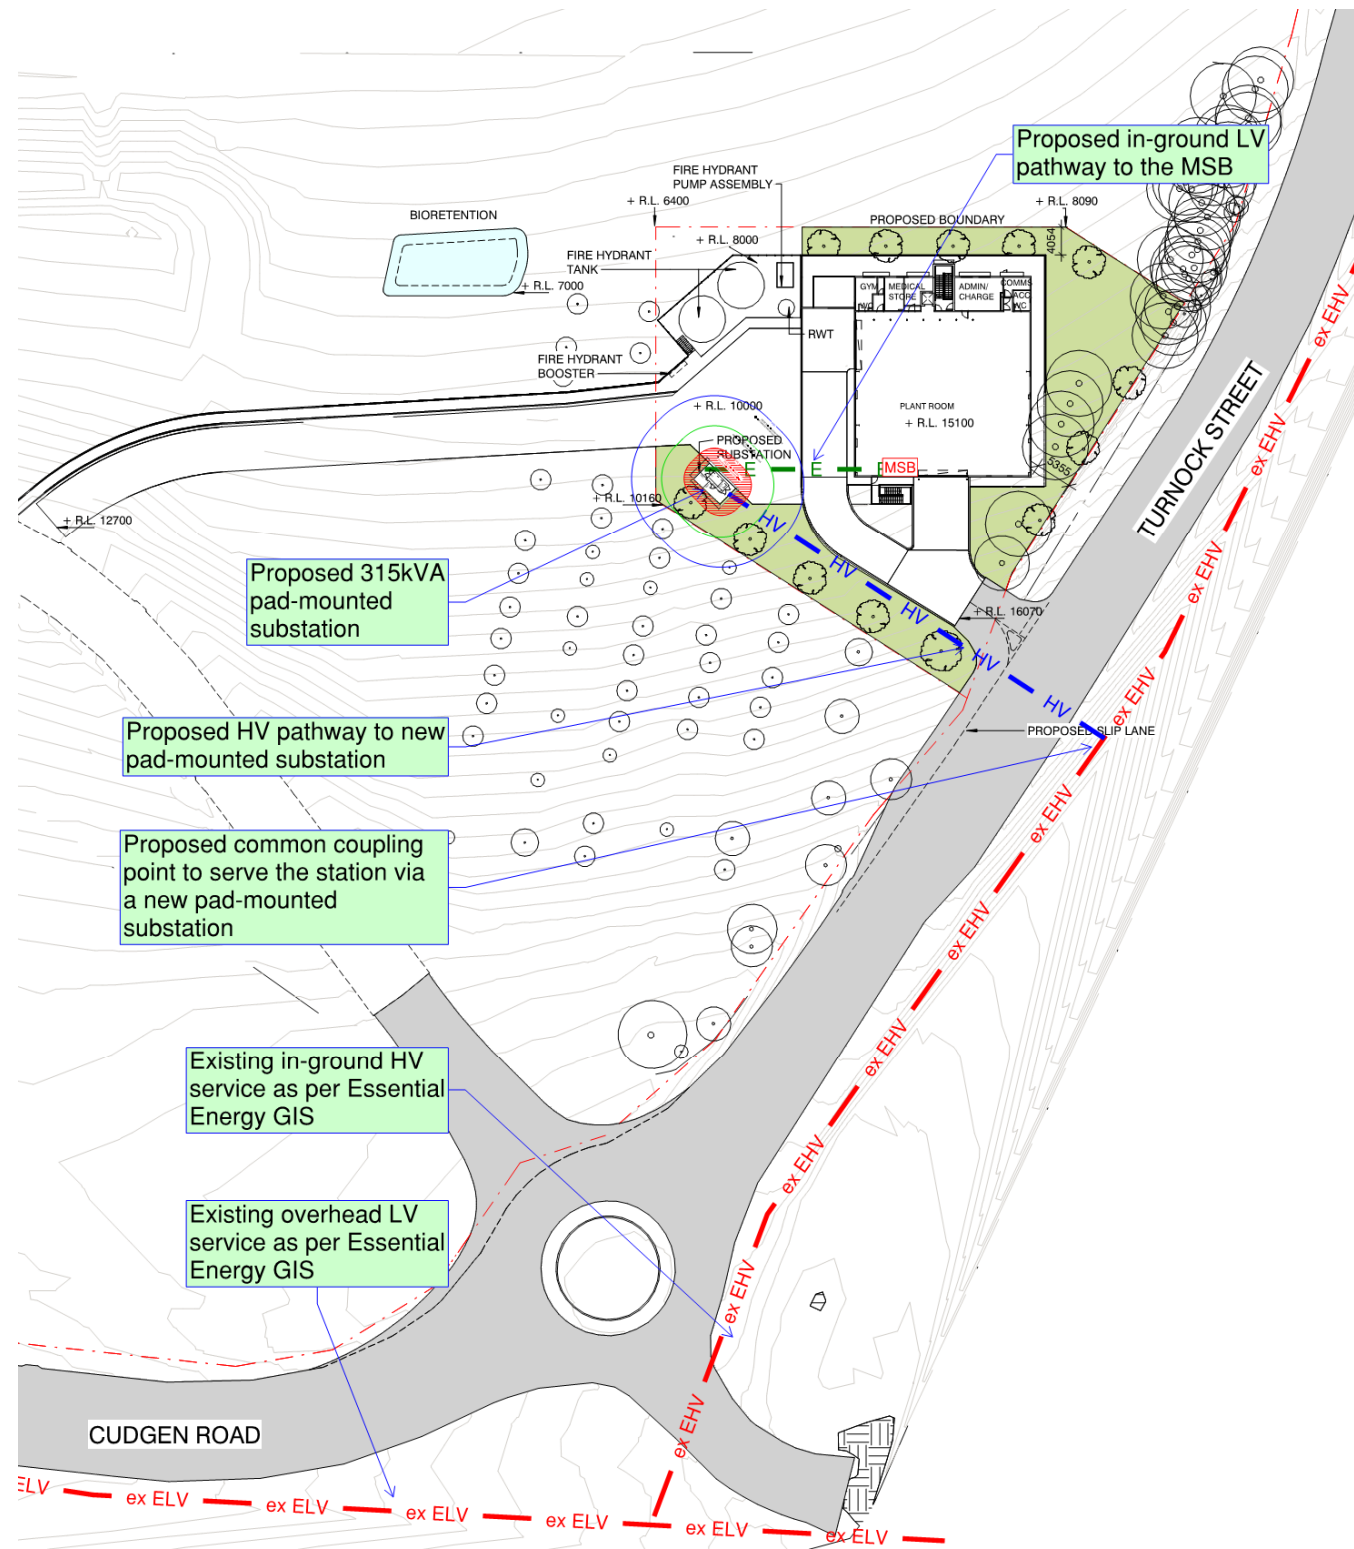 Proposed in-ground LV
pathway to the MSB
FIRE HYDRANT
PUMP ASSEMBLY
+ R.L. 6400
+ R.L. 8090
BIORETENTION
PROPOSED BOUNDARY
4054
+ R.L. 8000
FIRE HYDRANT
TANK
+ R.L. 7000
GYM
MEDICAL
STORE
ADMIN/
CHARGE
COMMS
ACC
WC
WC
RWT
ex EHV
FIRE HYDRANT
BOOSTER
ex EHV
TURNOCK STREET
+ R.L. 10000
PLANT ROOM
+ R.L. 15100
PROPOSED
SUBSTATION
E
E
E
MSB
5355
+ R.L. 10160
+ R.L. 12700
HV
HV
HV
HV
HV
ex EHV
Proposed 315kVA
pad-mounted
substation
+ R.L. 16070
ex EHV
Proposed HV pathway to new
pad-mounted substation
PROPOSED SLIP LANE
ex EHV
Proposed common coupling
point to serve the station via
a new pad-mounted
substation
ex EHV
ex EHV
Existing in-ground HV
service as per Essential
Energy GIS
ex EHV
Existing overhead LV
service as per Essential
Energy GIS
ex EHV
ex EHV
CUDGEN ROAD
ELV
ex ELV
ex ELV
ex ELV
ex ELV
ex ELV
ex ELV